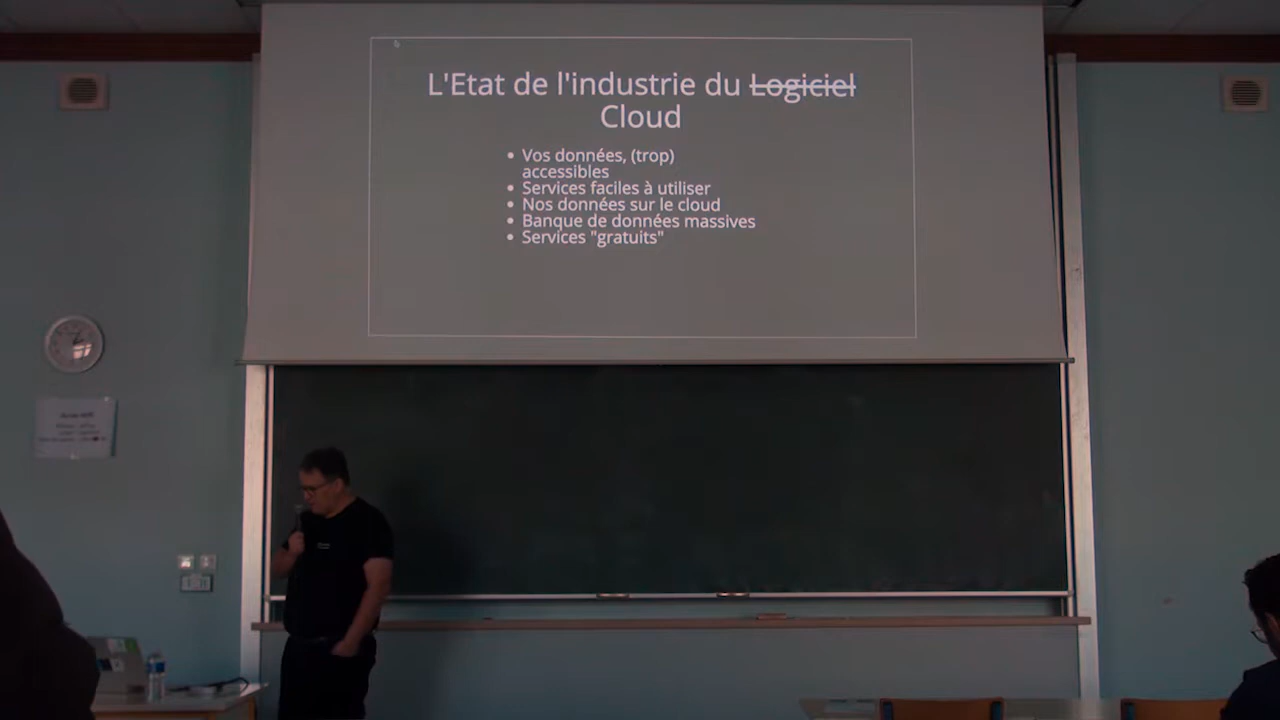 L'Etat de l'industrie du Logiciel
Cloud
Vos données, (trop)
accessibles
Services faciles à utiliser
Nos données sur le cloud
Banque de données massives
Services "gratuits"